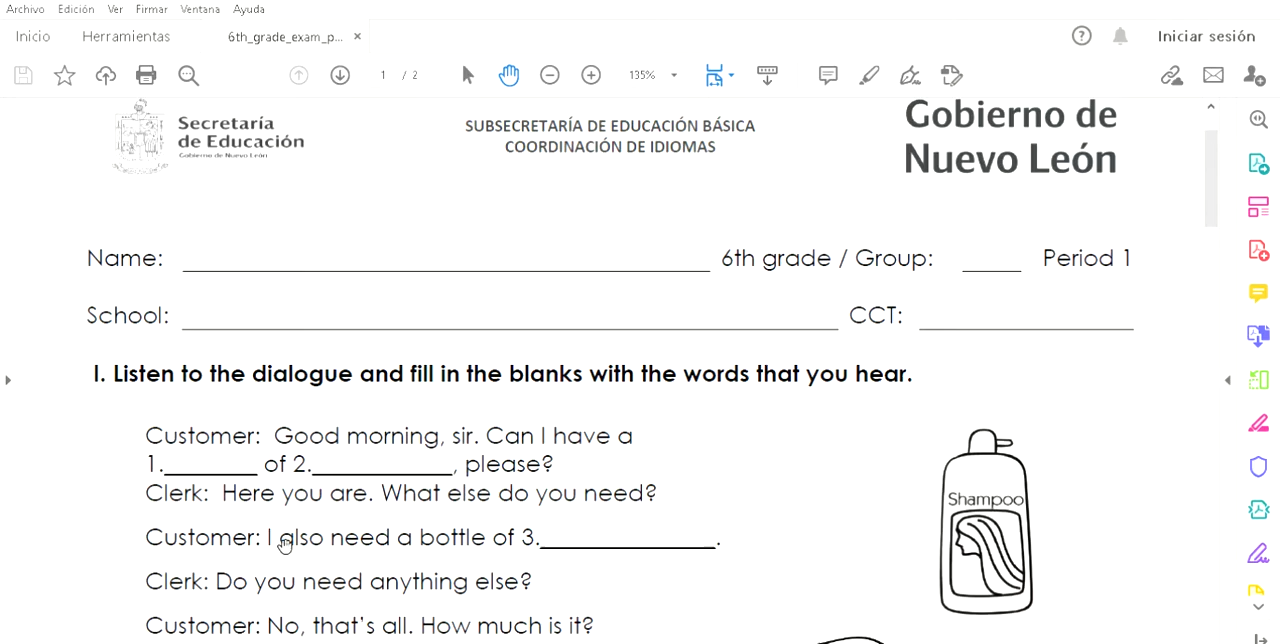 Archivo Edición Ver Firmar Ventana Ayuda
Inicio Herramientas 6th_grade_exam_p... × Iniciar sesión
1 / 2 135%
Secretaría
de Educación
Gobierno de Nuevo León
SUBSECRETARÍA DE EDUCACIÓN BÁSICA
COORDINACIÓN DE IDIOMAS
Gobierno de
Nuevo León
Name: ______________ 6th grade / Group: _____ Period 1
School: ______________ CCT: ______________
I. Listen to the dialogue and fill in the blanks with the words that you hear.
Customer: Good morning, sir. Can I have a
1.________ of 2.____________, please?
Clerk: Here you are. What else do you need?
Shampoo
Customer: I also need a bottle of 3._______________.
Clerk: Do you need anything else?
Customer: No, that's all. How much is it?